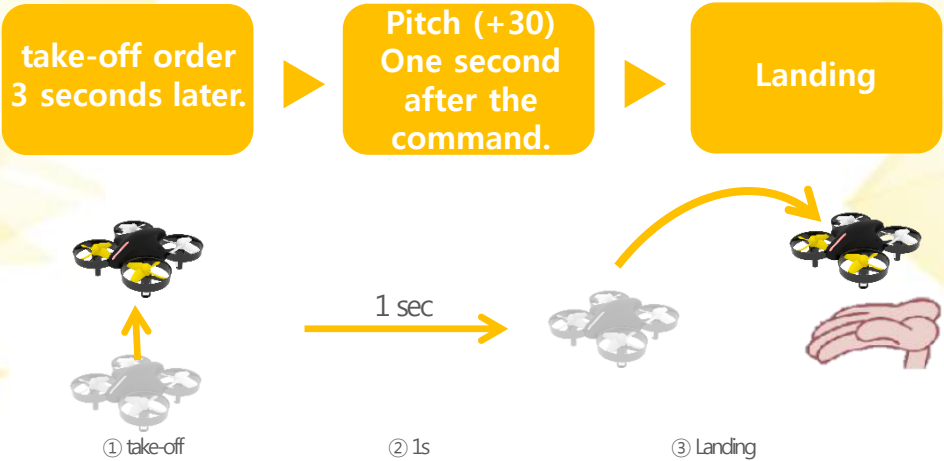 take-off order
3 seconds later.
Pitch (+30)
One second
after the
command.
Landing
1 sec
① take-off
② 1s
③ Landing